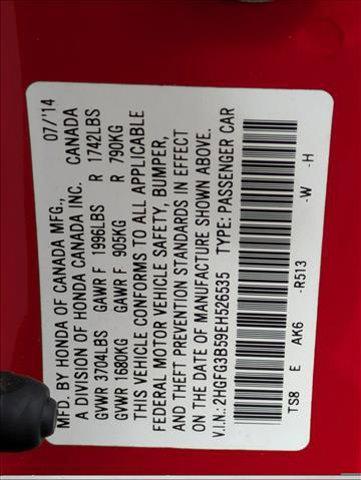 MFD. BY HONDA OF CANADA MFG., 07/'14
A DIVISION OF HONDA CANADA INC. CANADA
GVWR 3704LBS GAWR F 1996LBS R 1742LBS
GVWR 1680KG GAWR F 905KG R 790KG
THIS VEHICLE CONFORMS TO ALL APPLICABLE
FEDERAL MOTOR VEHICLE SAFETY, BUMPER,
AND THEFT PREVENTION STANDARDS IN EFFECT
ON THE DATE OF MANUFACTURE SHOWN ABOVE.
V.I.N.: 2HGFG3B59EH526535 TYPE: PASSENGER CAR
TS8 E AK6 -R513 -W -H